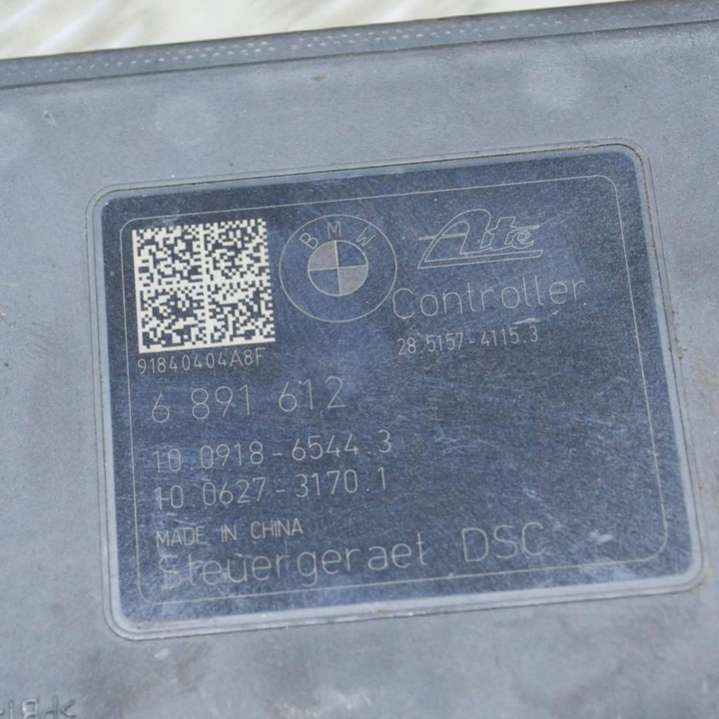 BMW
Ate
Controller
28.5157-4115.3
91840404A8F
6 891 612
10.0918-6544.3
10.0627-3170.1
MADE IN CHINA
Steuergeraet DSC